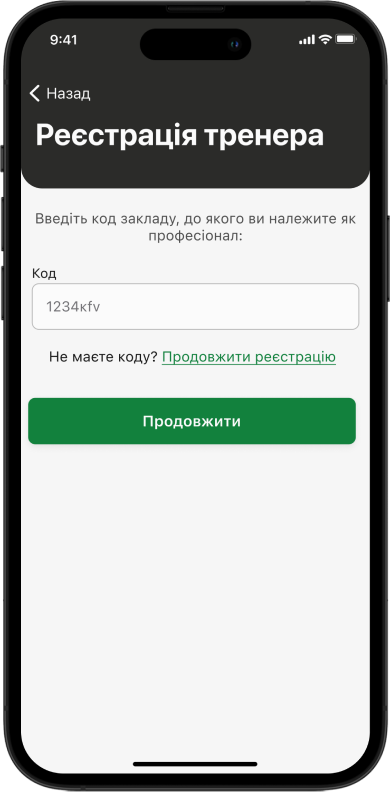 9:41
Назад
Реєстрація тренера
Введіть код закладу, до якого ви належите як
професіонал:
Код
1234kfv
Не маєте коду? Продовжити реєстрацію
Продовжити